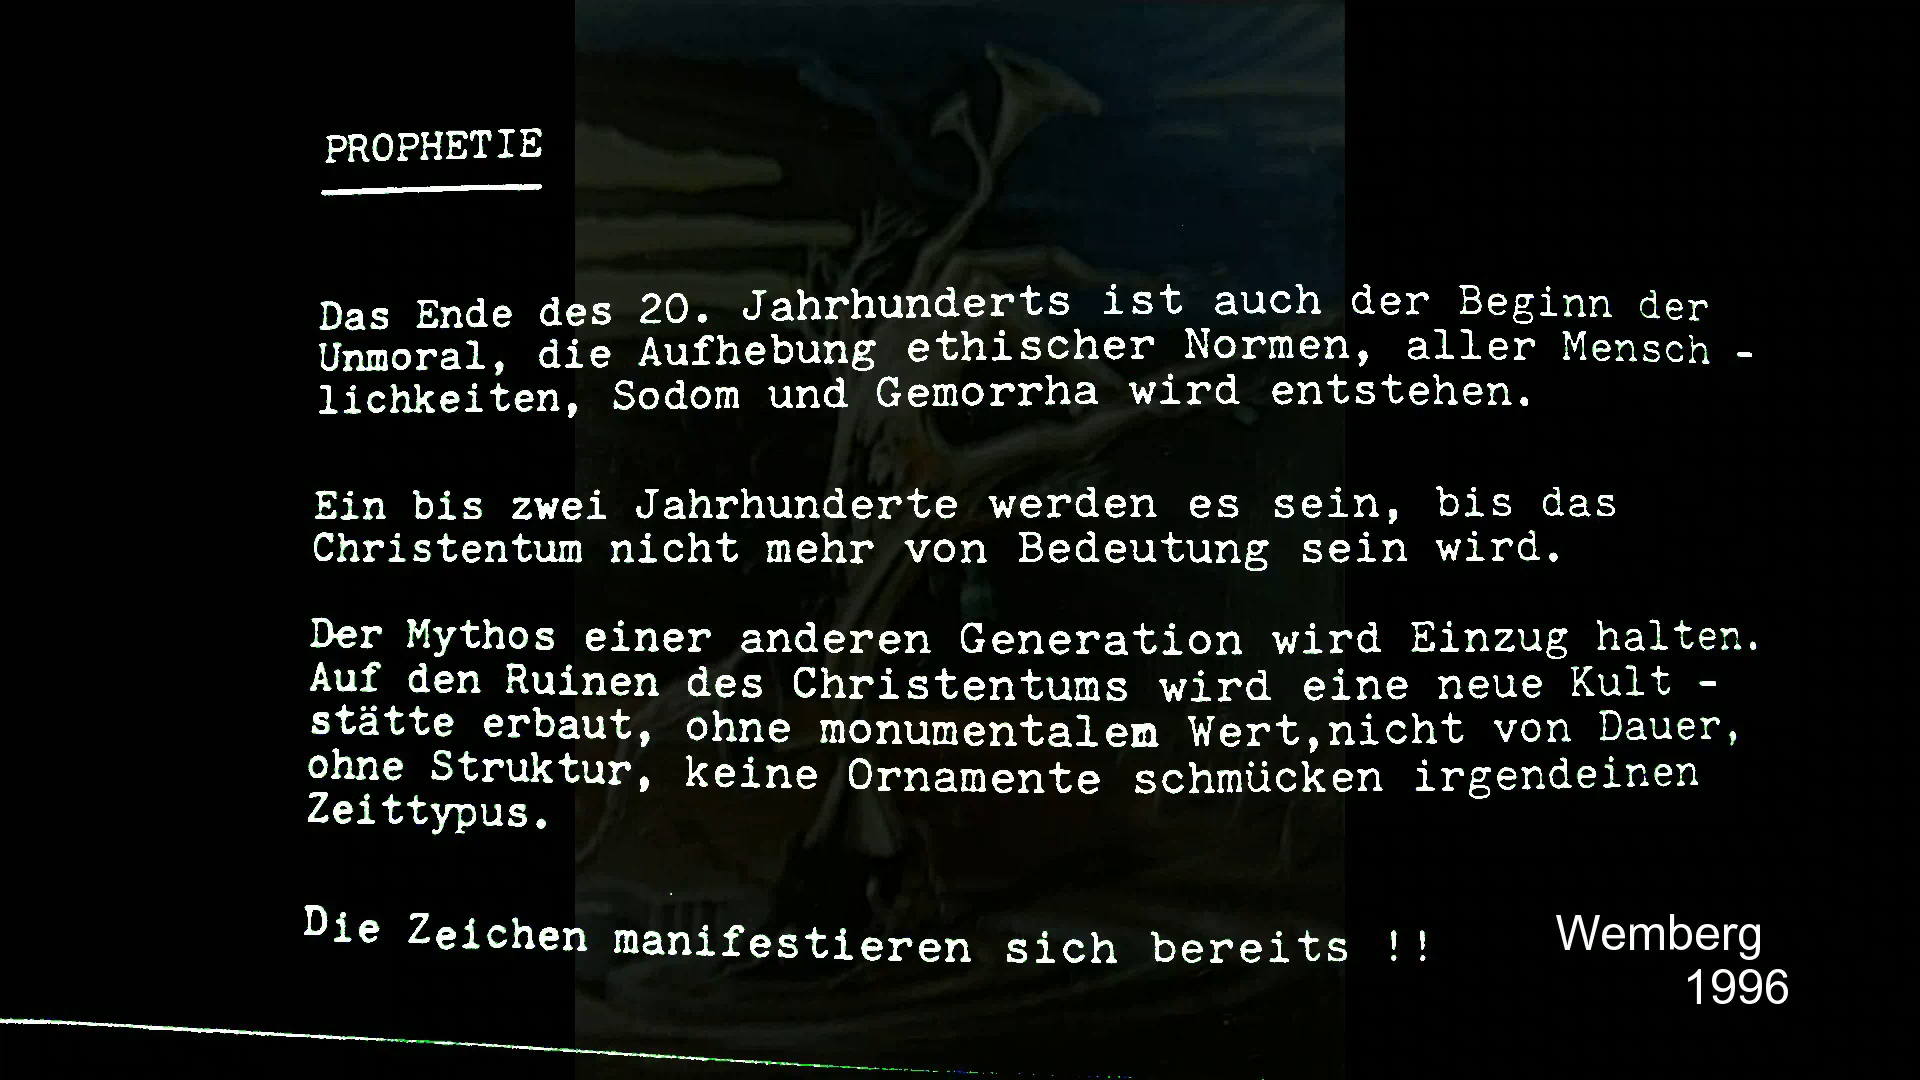 PROPHETIE
Das Ende des 20. Jahrhunderts ist auch der Beginn der
Unmoral, die Aufhebung ethischer Normen, aller Mensch -
lichkeiten, Sodom und Gemorrha wird entstehen.
Ein bis zwei Jahrhunderte werden es sein, bis das
Christentum nicht mehr von Bedeutung sein wird.
Der Mythos einer anderen Generation wird Einzug halten.
Auf den Ruinen des Christentums wird eine neue Kult -
stätte erbaut, ohne monumentalem Wert,nicht von Dauer,
ohne Struktur, keine Ornamente schmücken irgendeinen
Zeittypus.
Die Zeichen manifestieren sich bereits !!
Wemberg
1996